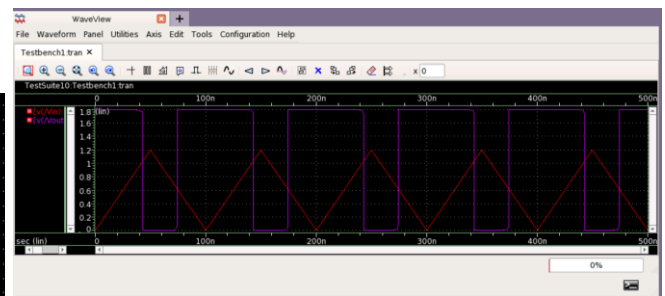 WaveView
File Waveform Panel Utilities Axis Edit Tools Configuration Help
Testbench1.tran
x 0
TestSuite10:Testbench1:tran
0 100n 200n 300n 400n 500n
v(/Vin)
v(/Vout
1.8 (lin)
1.6
1.4
1.2
1
0.8
0.6
0.4
0.2
0
sec (lin) 0 100n 200n 300n 400n 500n
0%